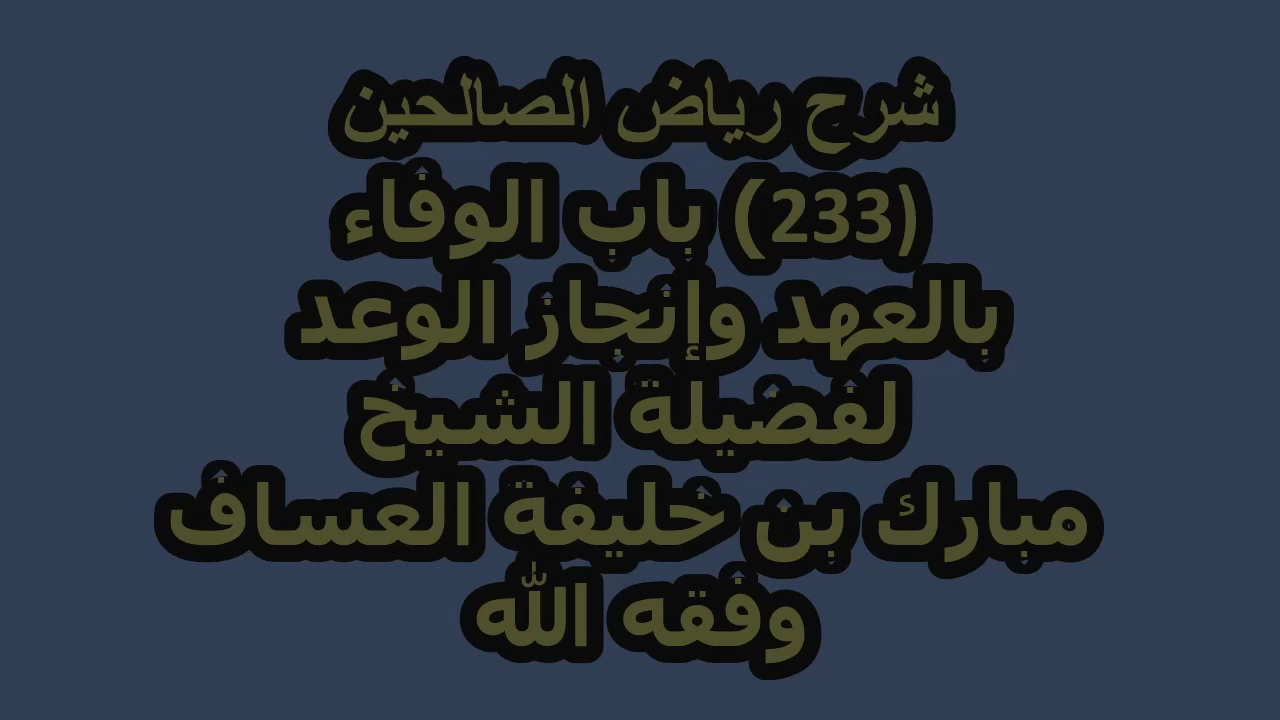 شرح رياض الصالحين
(233) باب الوفاء
بالعهد وإنجاز الوعد
لفضيلة الشيخ
مبارك بن خليفة العساف
وفقه الله